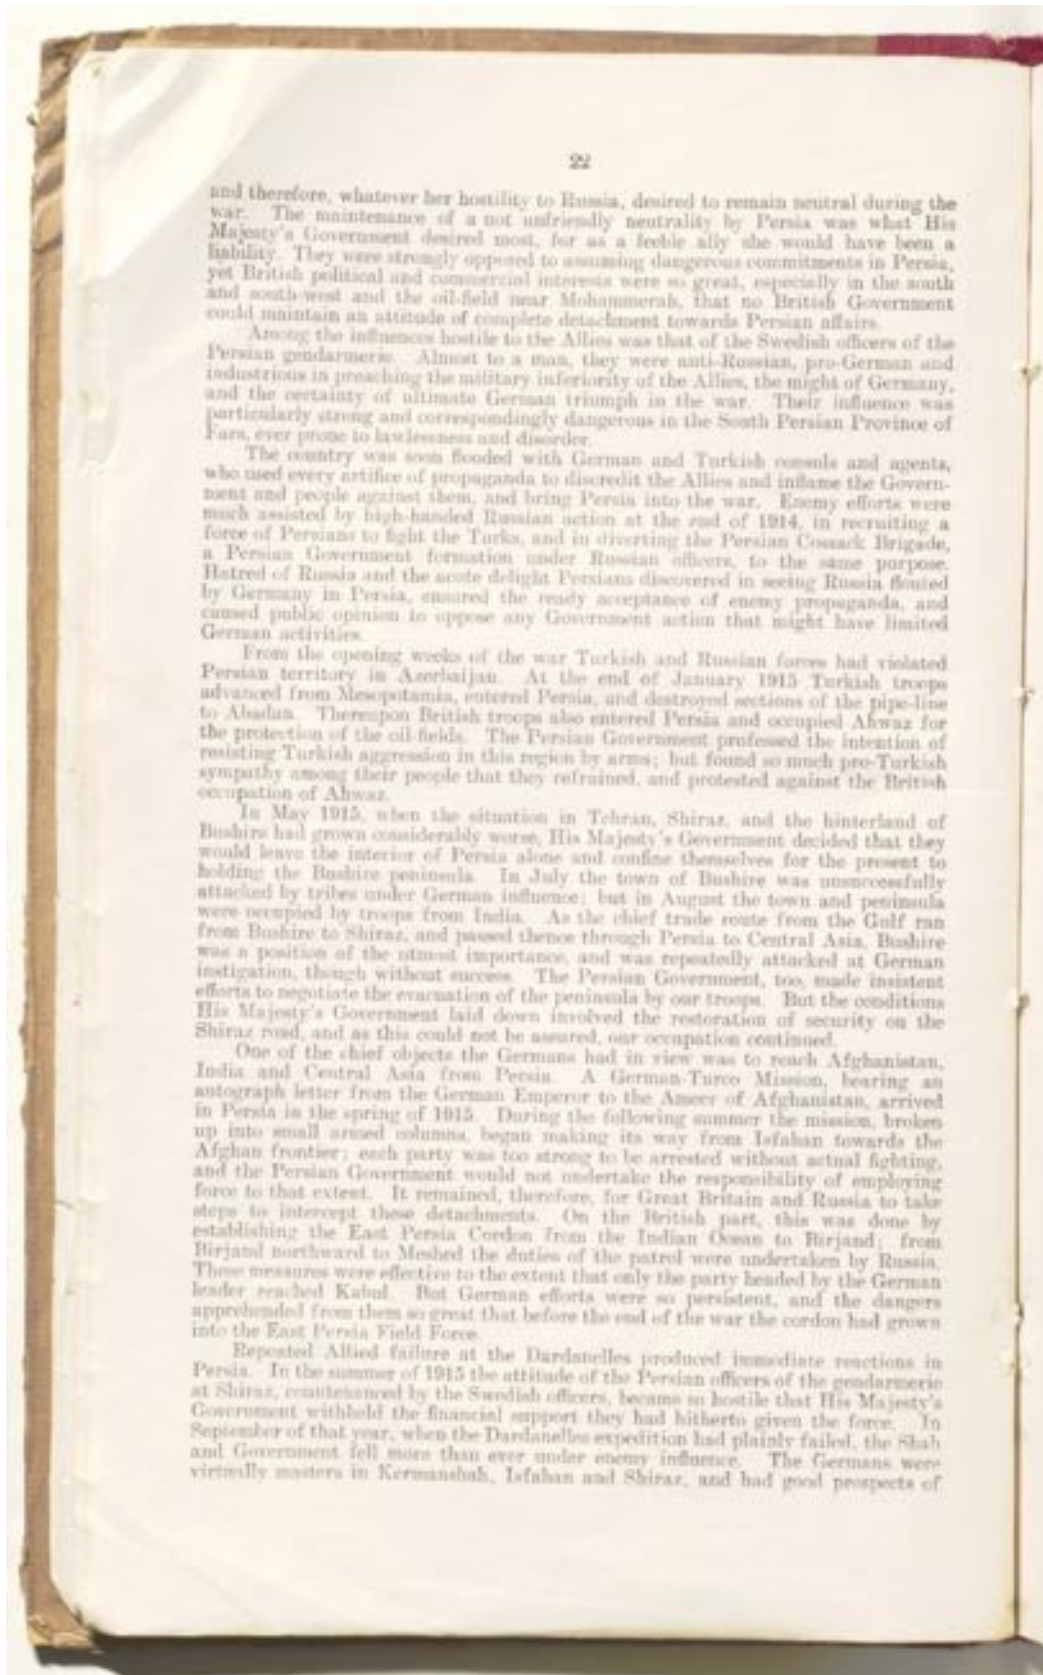 22
and therefore, whatever her hostility to Russia, desired to remain neutral during the
war. The maintenance of a not unfriendly neutrality by Persia was what His
Majesty's Government desired most, for as a feeble ally she would have been a
liability. They were strongly opposed to assuming dangerous commitments in Persia,
yet British political and commercial interests were so great, especially in the south
and south-west and the oil-field near Mohammerah, that no British Government
could maintain an attitude of complete detachment towards Persian affairs.
Among the influences hostile to the Allies was that of the Swedish officers of the
Persian gendarmerie. Almost to a man, they were anti-Russian, pro-German and
industrious in preaching the military inferiority of the Allies, the might of Germany,
and the certainty of ultimate German triumph in the war. Their influence was
particularly strong and correspondingly dangerous in the South Persian Province of
Fars, ever prone to lawlessness and disorder.
The country was soon flooded with German and Turkish consuls and agents,
who used every artifice of propaganda to discredit the Allies and inflame the Govern-
ment and people against them, and bring Persia into the war. Enemy efforts were
much assisted by high-handed Russian action at the end of 1914, in recruiting a
force of Persians to fight the Turks, and in diverting the Persian Cossack Brigade,
a Persian Government formation under Russian officers, to the same purpose.
Hatred of Russia and the acute delight Persians discovered in seeing Russia flouted
by Germany in Persia, ensured the ready acceptance of enemy propaganda, and
caused public opinion to oppose any Government action that might have limited
German activities.
From the opening weeks of the war Turkish and Russian forces had violated
Persian territory in Azerbaijan. At the end of January 1915 Turkish troops
advanced from Mesopotamia, entered Persia, and destroyed sections of the pipe-line
to Abadan. Thereupon British troops also entered Persia and occupied Ahwaz for
the protection of the oil-fields. The Persian Government professed the intention of
resisting Turkish aggression in this region by arms; but found so much pro-Turkish
sympathy among their people that they refrained, and protested against the British
occupation of Ahwaz.
In May 1915, when the situation in Tehran, Shiraz, and the hinterland of
Bushire had grown considerably worse, His Majesty's Government decided that they
would leave the interior of Persia alone and confine themselves for the present to
holding the Bushire peninsula. In July the town of Bushire was unsuccessfully
attacked by tribes under German influence; but in August the town and peninsula
were occupied by troops from India. As the chief trade route from the Gulf ran
from Bushire to Shiraz, and passed thence through Persia to Central Asia, Bushire
was a position of the utmost importance, and was repeatedly attacked at German
instigation, though without success. The Persian Government, too, made insistent
efforts to negotiate the evacuation of the peninsula by our troops. But the conditions
His Majesty's Government laid down involved the restoration of security on the
Shiraz road, and as this could not be assured, our occupation continued.
One of the chief objects the Germans had in view was to reach Afghanistan,
India and Central Asia from Persia. A German-Turco Mission, bearing an
autograph letter from the German Emperor to the Ameer of Afghanistan, arrived
in Persia in the spring of 1915. During the following summer the mission, broken
up into small armed columns, began making its way from Isfahan towards the
Afghan frontier; each party was too strong to be arrested without actual fighting,
and the Persian Government would not undertake the responsibility of employing
force to that extent. It remained, therefore, for Great Britain and Russia to take
steps to intercept these detachments. On the British part, this was done by
establishing the East Persia Cordon from the Indian Ocean to Birjand; from
Birjand northward to Meshed the duties of the patrol were undertaken by Russia.
These measures were effective to the extent that only the party headed by the German
leader reached Kabul. But German efforts were so persistent, and the dangers
apprehended from them so great that before the end of the war the cordon had grown
into the East Persia Field Force.
Repeated Allied failure at the Dardanelles produced immediate reactions in
Persia. In the summer of 1915 the attitude of the Persian officers of the gendarmerie
at Shiraz, countenanced by the Swedish officers, became so hostile that His Majesty's
Government withheld the financial support they had hitherto given the force. In
September of that year, when the Dardanelles expedition had plainly failed, the Shah
and Government fell more than ever under enemy influence. The Germans were
virtually masters in Kermanshah, Isfahan and Shiraz, and had good prospects of